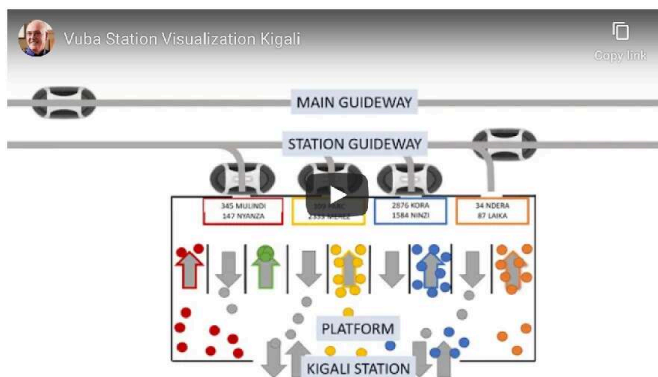 Vuba Station Visualization Kigali
Copy link
MAIN GUIDEWAY
STATION GUIDEWAY
345 MULINDI
147 NYANZA
2876 KORA
1584 NINZI
34 NDERA
87 LAIKA
PLATFORM
KIGALI STATION